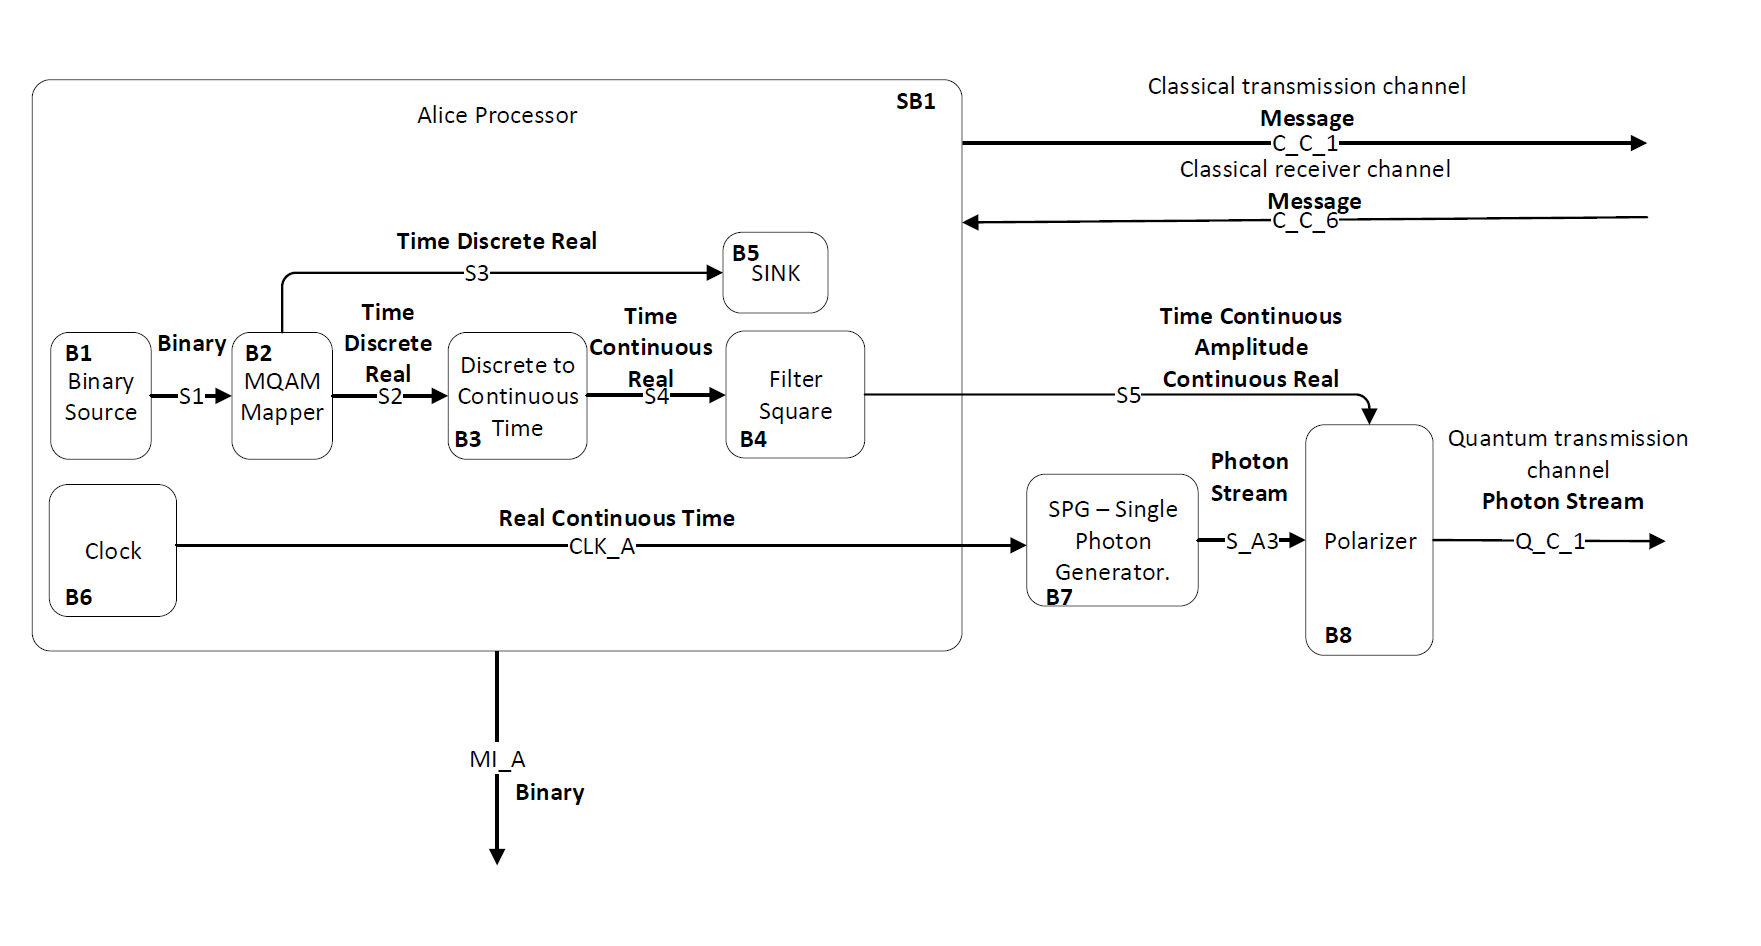 Alice Processor
SB1
Classical transmission channel
Message
C_C_1
Classical receiver channel
Message
C_C_6
Time Discrete Real
S3
B5
SINK
B1
Binary
Source
Binary
S1
B2
MQAM
Mapper
Time
Discrete
Real
S2
Discrete to
Continuous
Time
B3
Time
Continuous
Real
S4
Filter
Square
B4
Time Continuous
Amplitude
Continuous Real
S5
Clock
B6
Real Continuous Time
CLK_A
SPG – Single
Photon
Generator.
B7
Photon
Stream
S_A3
Polarizer
B8
Quantum transmission
channel
Photon Stream
Q_C_1
MI_A
Binary